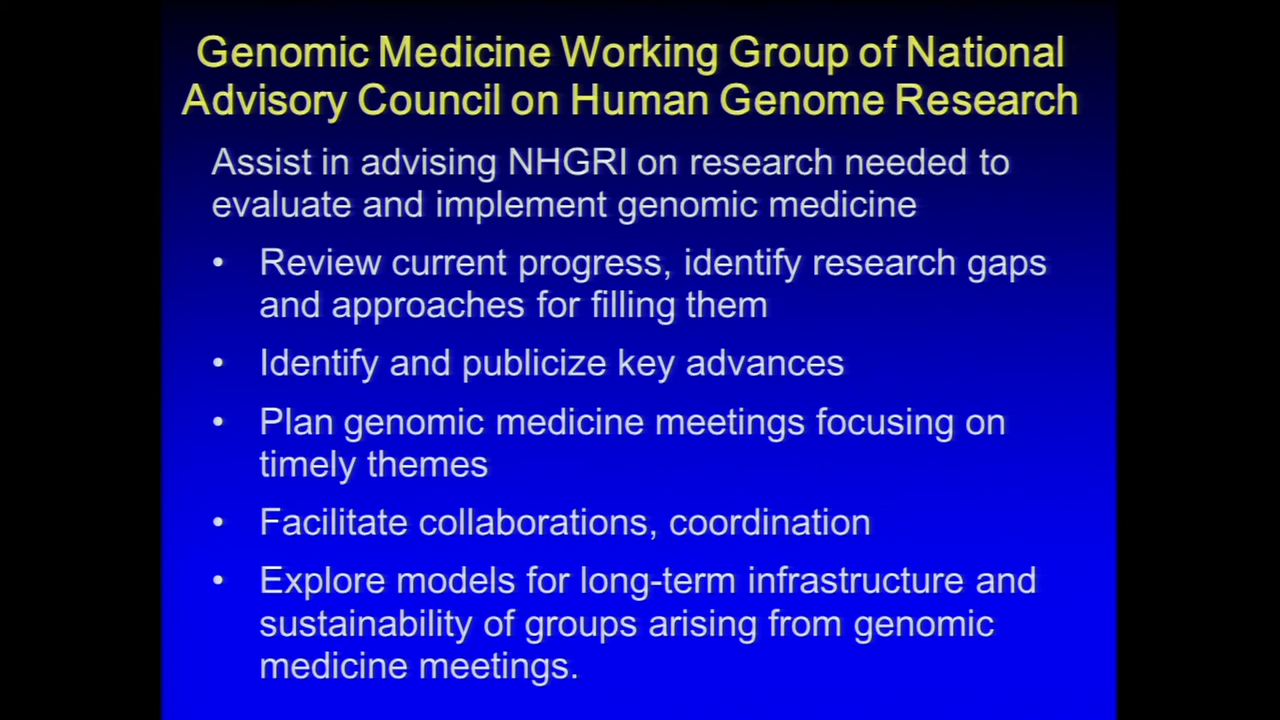 Genomic Medicine Working Group of National
Advisory Council on Human Genome Research
Assist in advising NHGRI on research needed to
evaluate and implement genomic medicine
• Review current progress, identify research gaps
and approaches for filling them
• Identify and publicize key advances
• Plan genomic medicine meetings focusing on
timely themes
• Facilitate collaborations, coordination
• Explore models for long-term infrastructure and
sustainability of groups arising from genomic
medicine meetings.